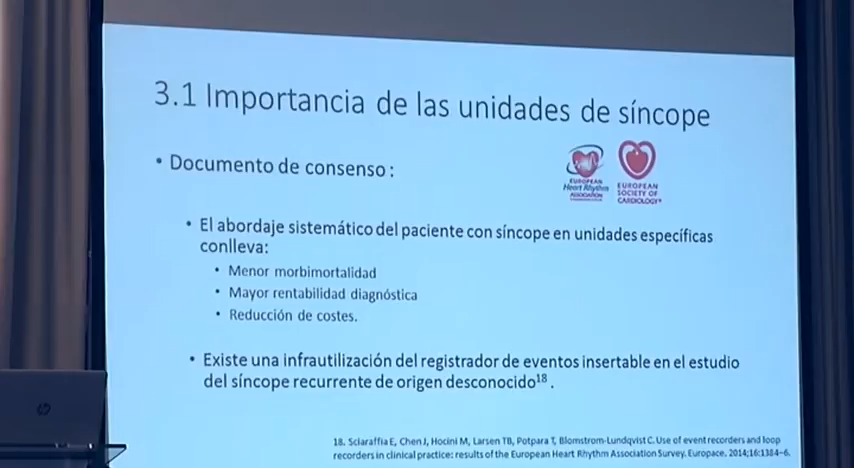 3.1 Importancia de las unidades de síncope
• Documento de consenso :
EUROPEAN
Heart Rhythm
ASSOCIATION
EUROPEAN
SOCIETY OF
CARDIOLOGY®
• El abordaje sistemático del paciente con síncope en unidades específicas
conlleva:
• Menor morbimortalidad
• Mayor rentabilidad diagnóstica
• Reducción de costes.
• Existe una infrautilización del registrador de eventos insertable en el estudio
del síncope recurrente de origen desconocido¹⁸ .
18. Sciaraffia E, Chen J, Hocini M, Larsen TB, Potpara T, Blomstrom-Lundqvist C. Use of event recorders and loop
recorders in clinical practice: results of the European Heart Rhythm Association Survey. Europace. 2014;16:1384–6.
hp